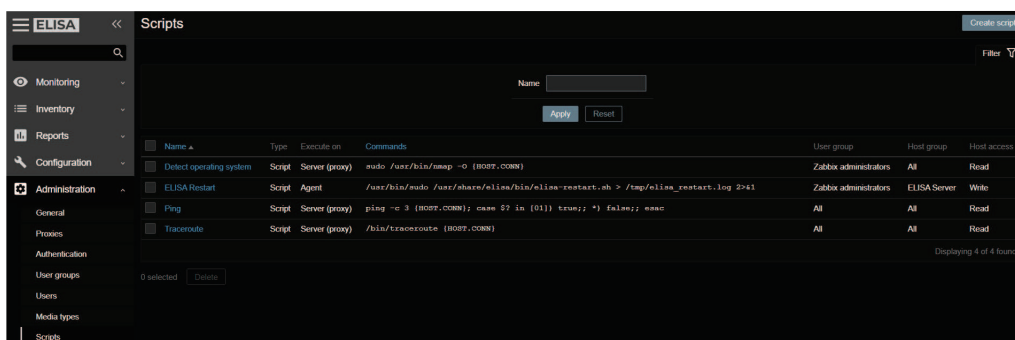 ELISA
Scripts
Create script
Filter
Monitoring
Name
Inventory
Apply Reset
Reports
Name Type Execute on Commands User group Host group Host access
Configuration
Detect operating system Script Server (proxy) sudo /usr/bin/nmap -O {HOST.CONN} Zabbix administrators All Read
Administration
ELISA Restart Script Agent /usr/bin/sudo /usr/share/elisa/bin/elisa-restart.sh > /tmp/elisa_restart.log 2>&1 Zabbix administrators ELISA Server Write
General
Ping Script Server (proxy) ping -c 3 {HOST.CONN}; case $? in [01]) true;; *) false;; esac All All Read
Proxies
Traceroute Script Server (proxy) /bin/traceroute {HOST.CONN} All All Read
Authentication
Displaying 4 of 4 found
User groups
0 selected Delete
Users
Media types
Scripts